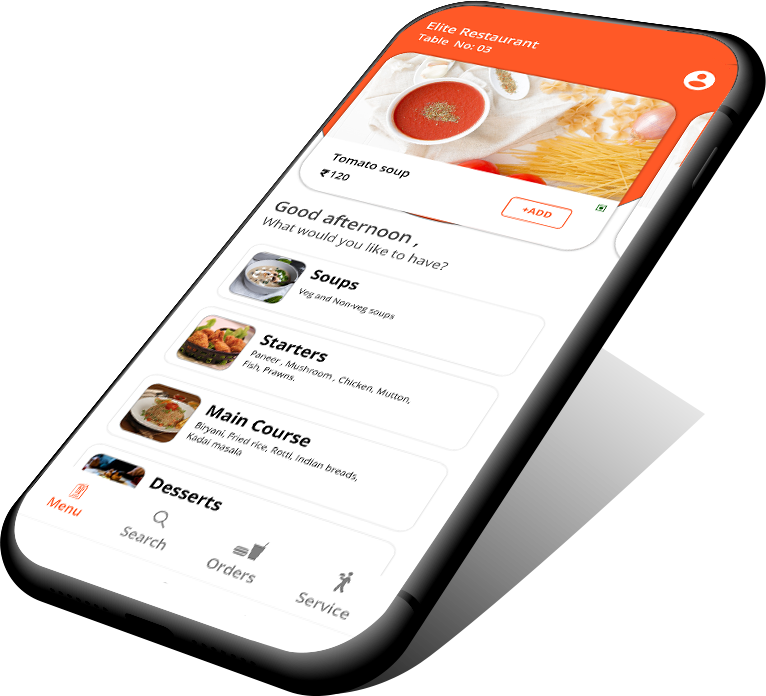 Elite Restaurant
Table No: 03
Tomato soup
₹ 120
+ADD
Good afternoon ,
What would you like to have?
Soups
Veg and Non-veg soups
Starters
Paneer , Mushroom , Chicken, Mutton,
Fish, Prawns.
Main Course
Biryani, Fried rice, Rotti, Indian breads,
Kadai masala
Desserts
Menu
Search
Orders
Service